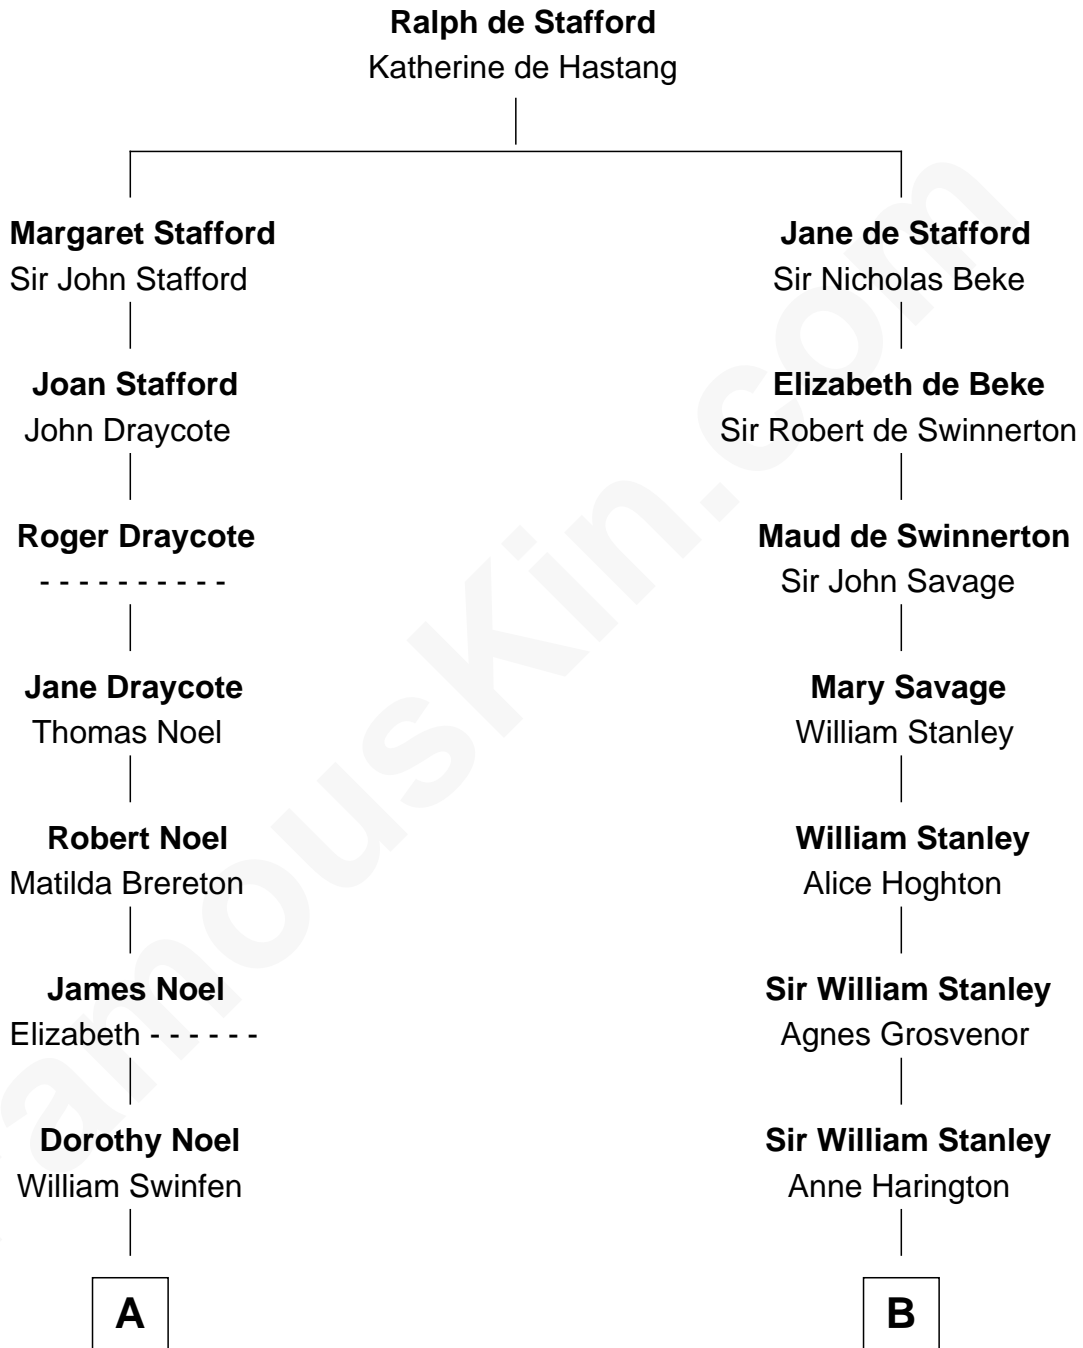 Ralph de Stafford
Katherine de Hastang
Margaret Stafford
Sir John Stafford
Joan Stafford
John Draycote
Roger Draycote
- - - - - - - - - -
Jane Draycote
Thomas Noel
Robert Noel
Matilda Brereton
James Noel
Elizabeth - - - - - -
Dorothy Noel
William Swinfen
A
Jane de Stafford
Sir Nicholas Beke
Elizabeth de Beke
Sir Robert de Swinnerton
Maud de Swinnerton
Sir John Savage
Mary Savage
William Stanley
William Stanley
Alice Hoghton
Sir William Stanley
Agnes Grosvenor
Sir William Stanley
Anne Harington
B
amousKin.com